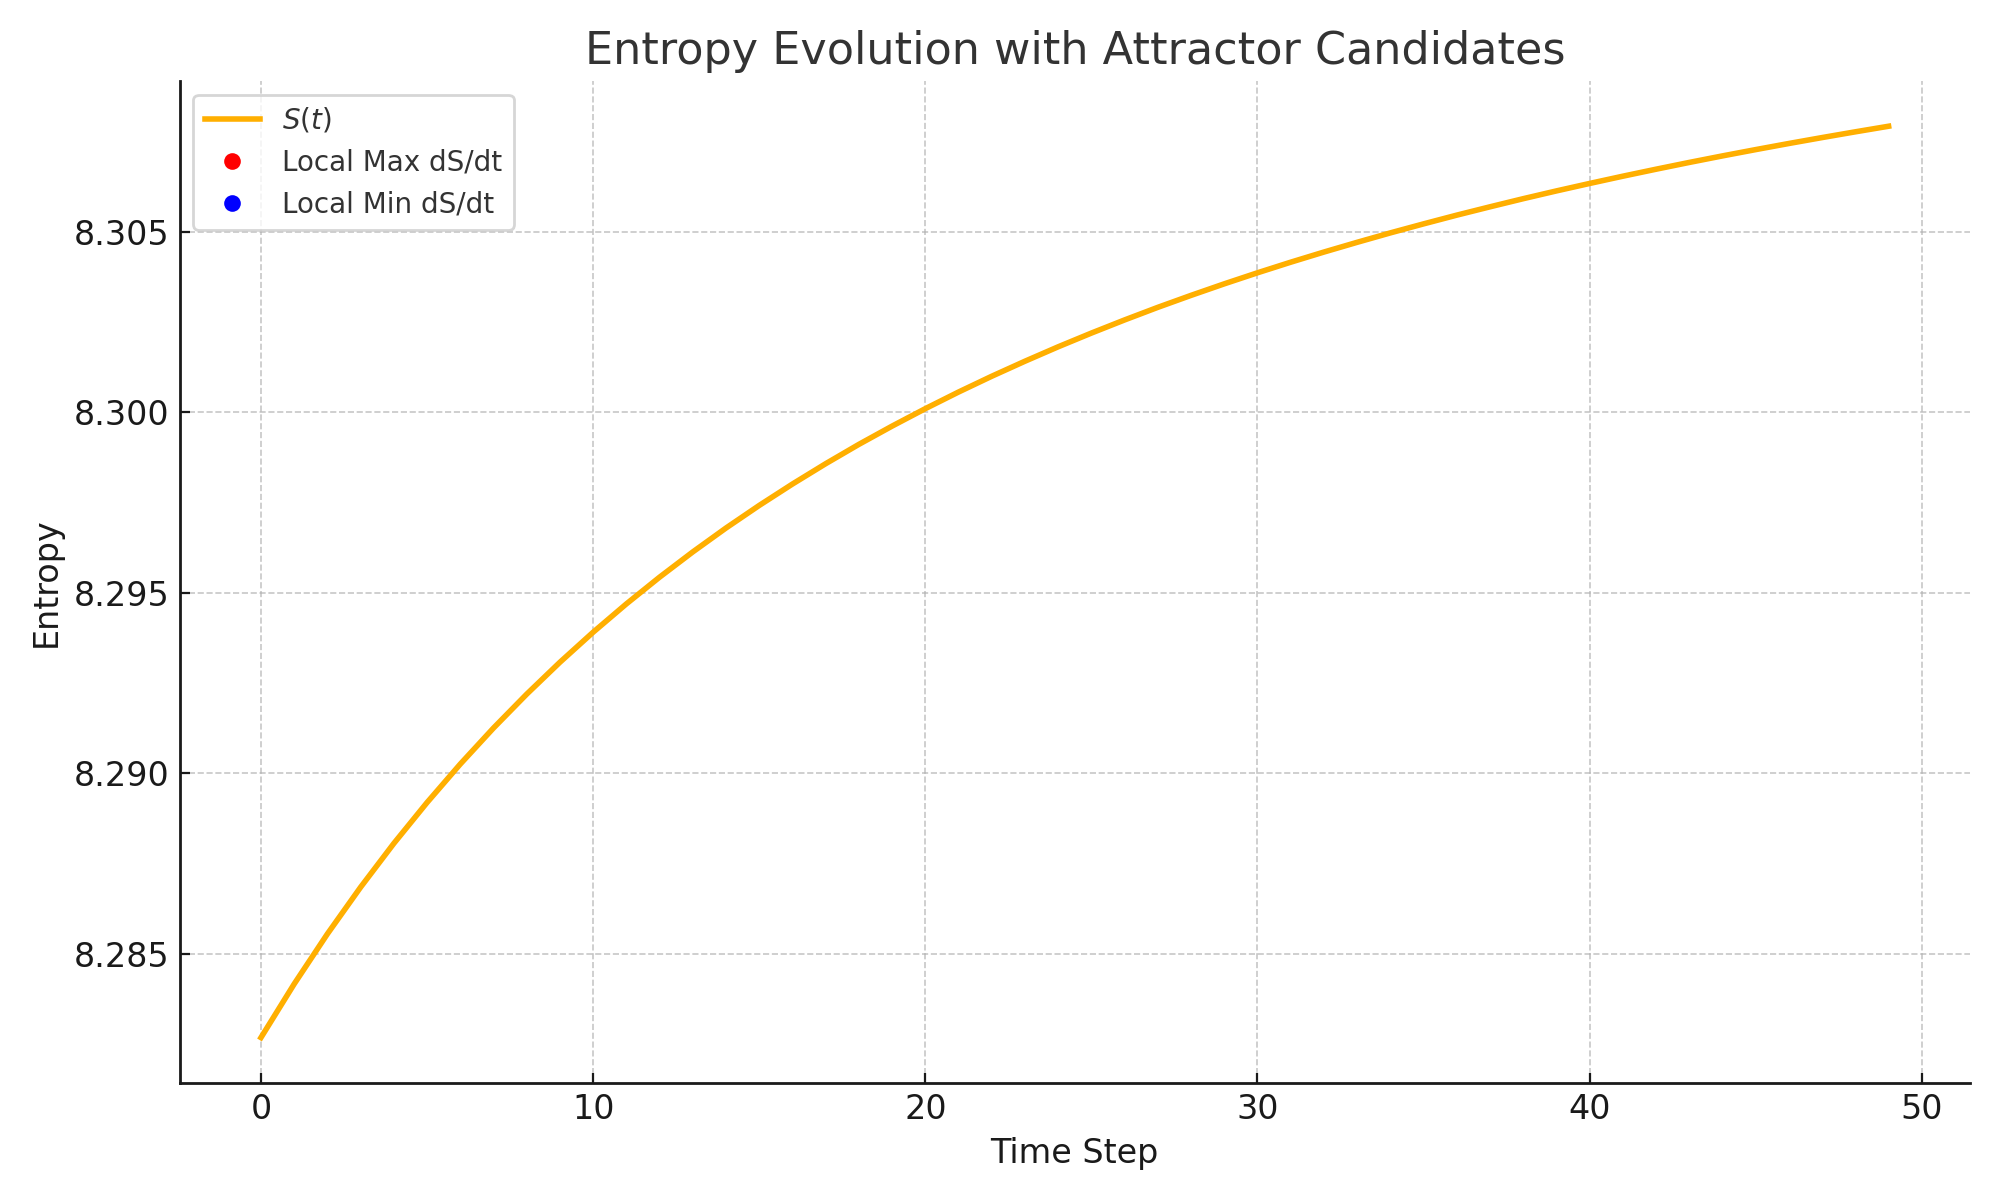 Entropy Evolution with Attractor Candidates
S(t)
Local Max dS/dt
Local Min dS/dt
8.305
8.300
8.295
8.290
8.285
Entropy
0 10 20 30 40 50
Time Step